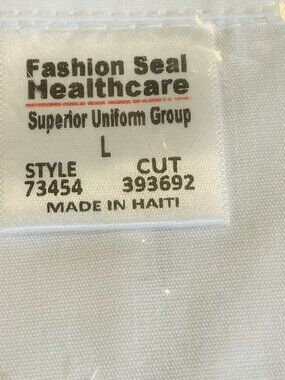 Fashion Seal
Healthcare
Superior Uniform Group
L
STYLE CUT
73454 393692
MADE IN HAITI